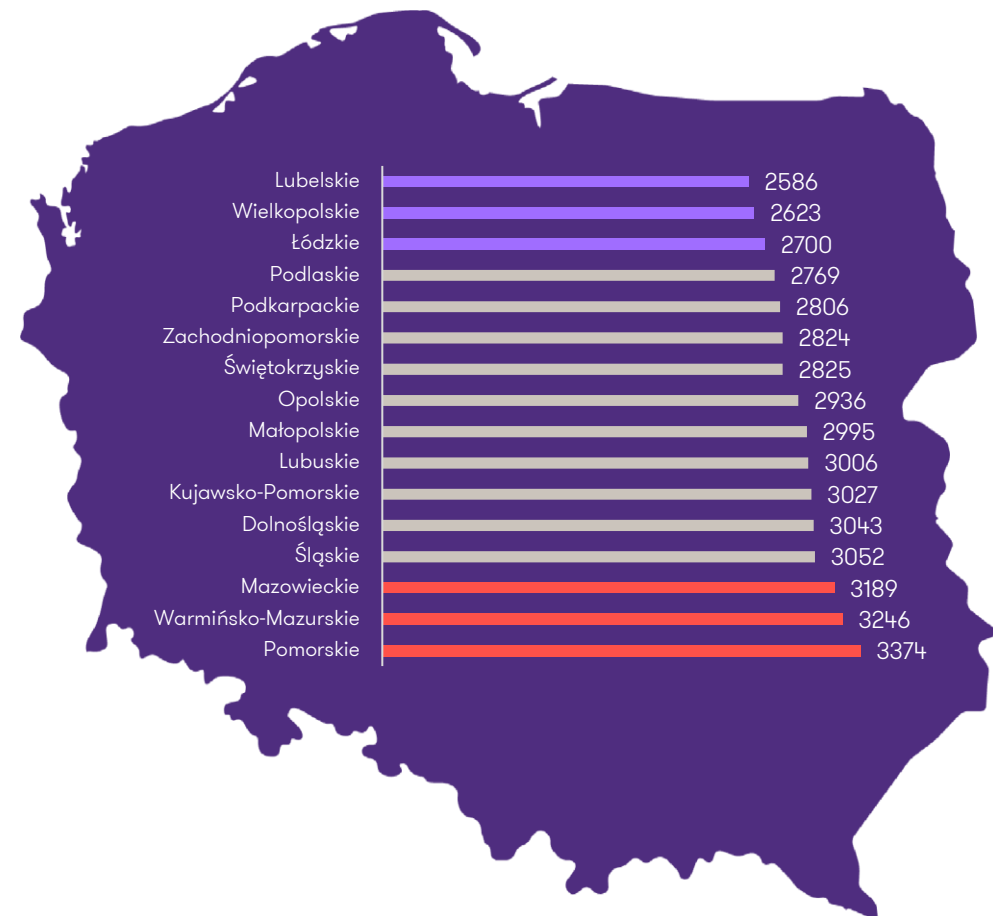 Lubelskie 2586
Wielkopolskie 2623
Łódzkie 2700
Podlaskie 2769
Podkarpackie 2806
Zachodniopomorskie 2824
Świętokrzyskie 2825
Opolskie 2936
Małopolskie 2995
Lubuskie 3006
Kujawsko-Pomorskie 3027
Dolnośląskie 3043
Śląskie 3052
Mazowieckie 3189
Warmińsko-Mazurskie 3246
Pomorskie 3374